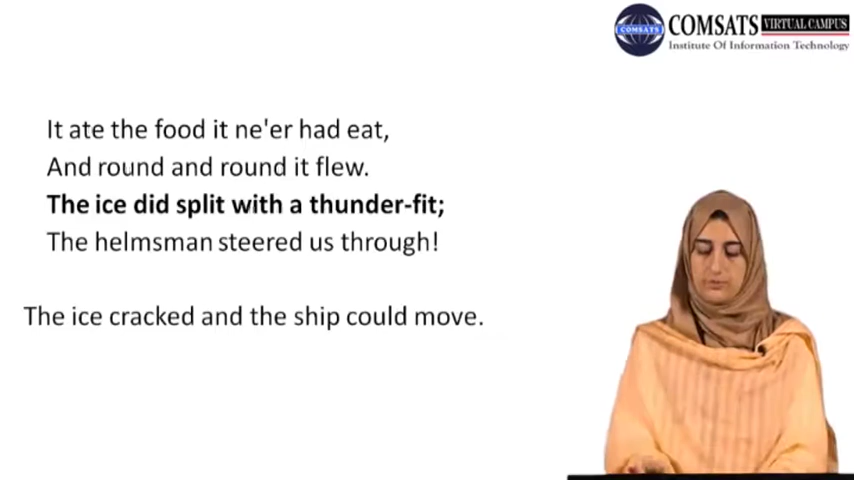 COMSATS VIRTUAL CAMPUS
Institute Of Information Technology
COMSATS
It ate the food it ne'er had eat,
And round and round it flew.
The ice did split with a thunder-fit;
The helmsman steered us through!
The ice cracked and the ship could move.